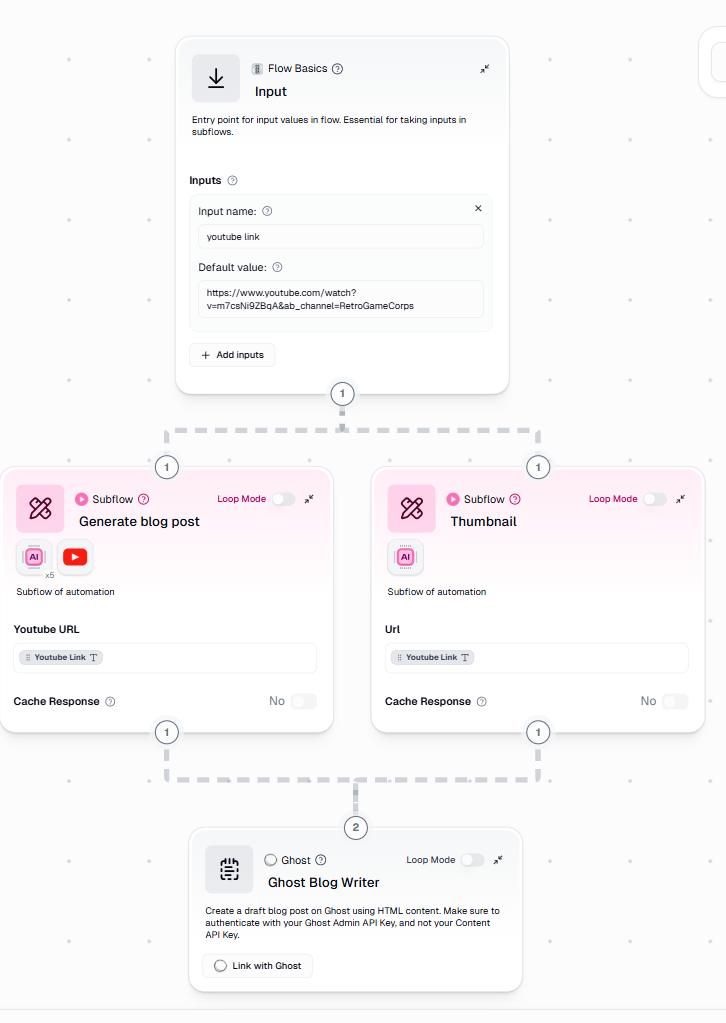 Flow Basics
Input
Entry point for input values in flow. Essential for taking inputs in
subflows.
Inputs
Input name:
youtube link
Default value:
https://www.youtube.com/watch?
v=m7csNi9ZBqA&ab_channel=RetroGameCorps
+ Add inputs
1
1
Subflow
Loop Mode
Generate blog post
AI
x5
Subflow of automation
Youtube URL
Youtube Link
Cache Response
No
1
1
Subflow
Loop Mode
Thumbnail
AI
Subflow of automation
Url
Youtube Link
Cache Response
No
1
2
Ghost
Loop Mode
Ghost Blog Writer
Create a draft blog post on Ghost using HTML content. Make sure to
authenticate with your Ghost Admin API Key, and not your Content
API Key.
Link with Ghost